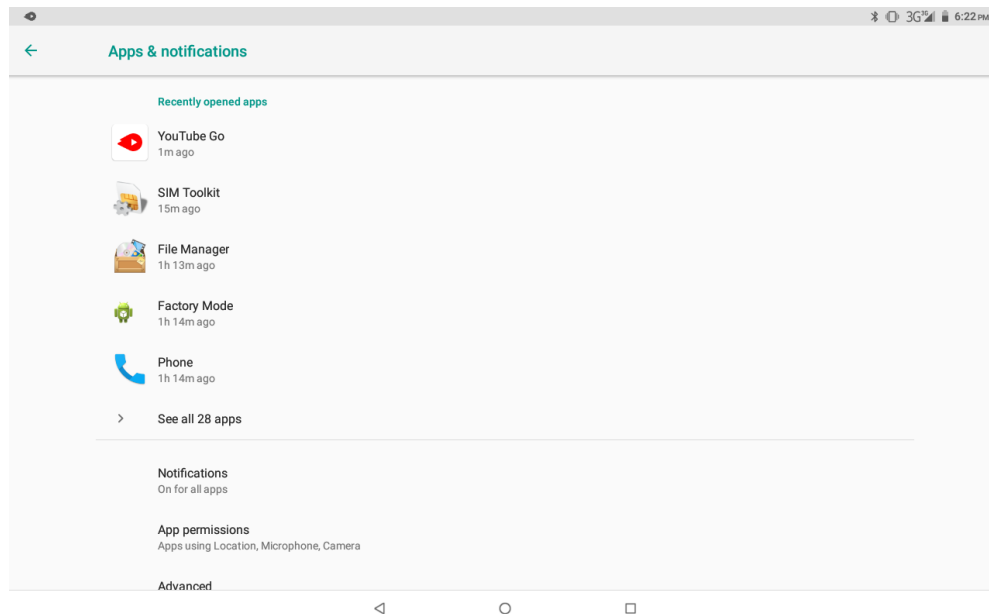 3G 3G 6:22 PM
Apps & notifications
Recently opened apps
YouTube Go
1m ago
SIM Toolkit
15m ago
File Manager
1h 13m ago
Factory Mode
1h 14m ago
Phone
1h 14m ago
See all 28 apps
Notifications
On for all apps
App permissions
Apps using Location, Microphone, Camera
Advanced